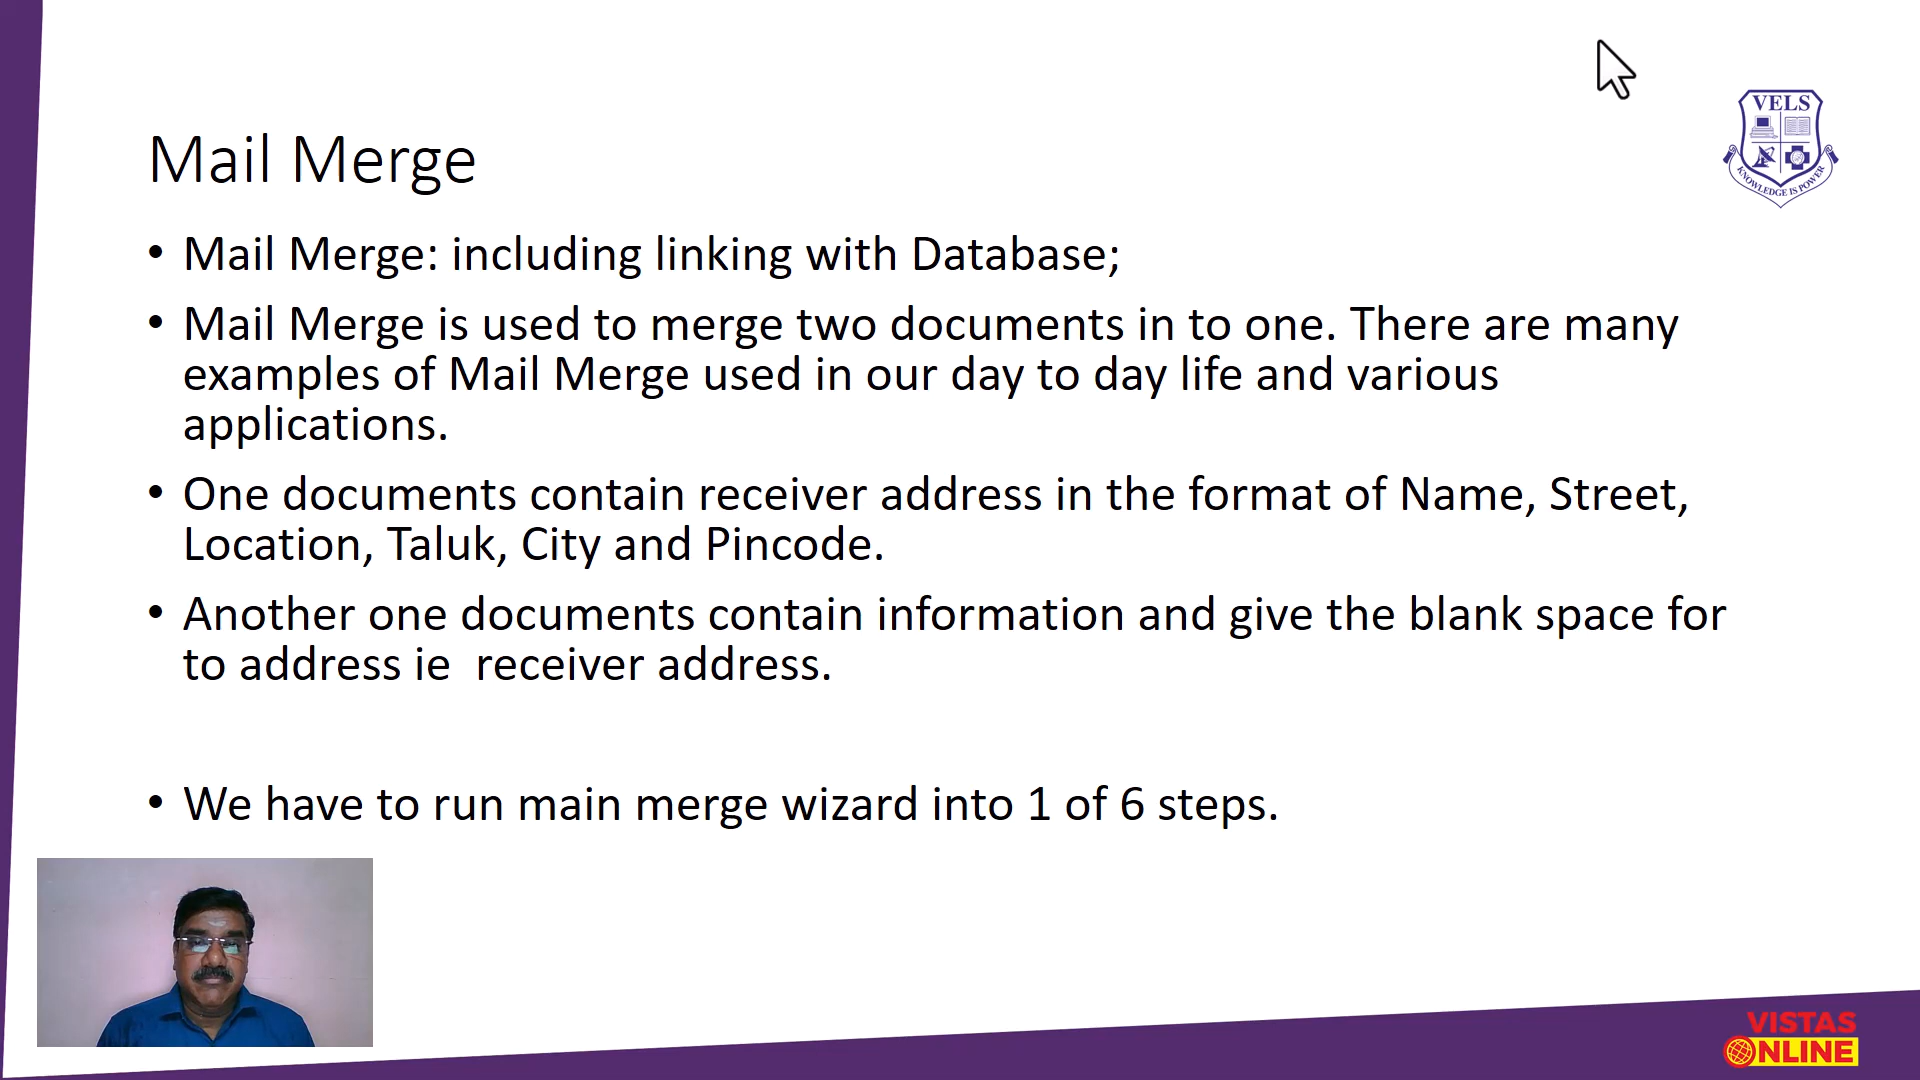 VELS
KNOWLEDGE IS POWER
Mail Merge
• Mail Merge: including linking with Database;
• Mail Merge is used to merge two documents in to one. There are many
examples of Mail Merge used in our day to day life and various
applications.
• One documents contain receiver address in the format of Name, Street,
Location, Taluk, City and Pincode.
• Another one documents contain information and give the blank space for
to address ie  receiver address.
• We have to run main merge wizard into 1 of 6 steps.
VISTAS
ONLINE